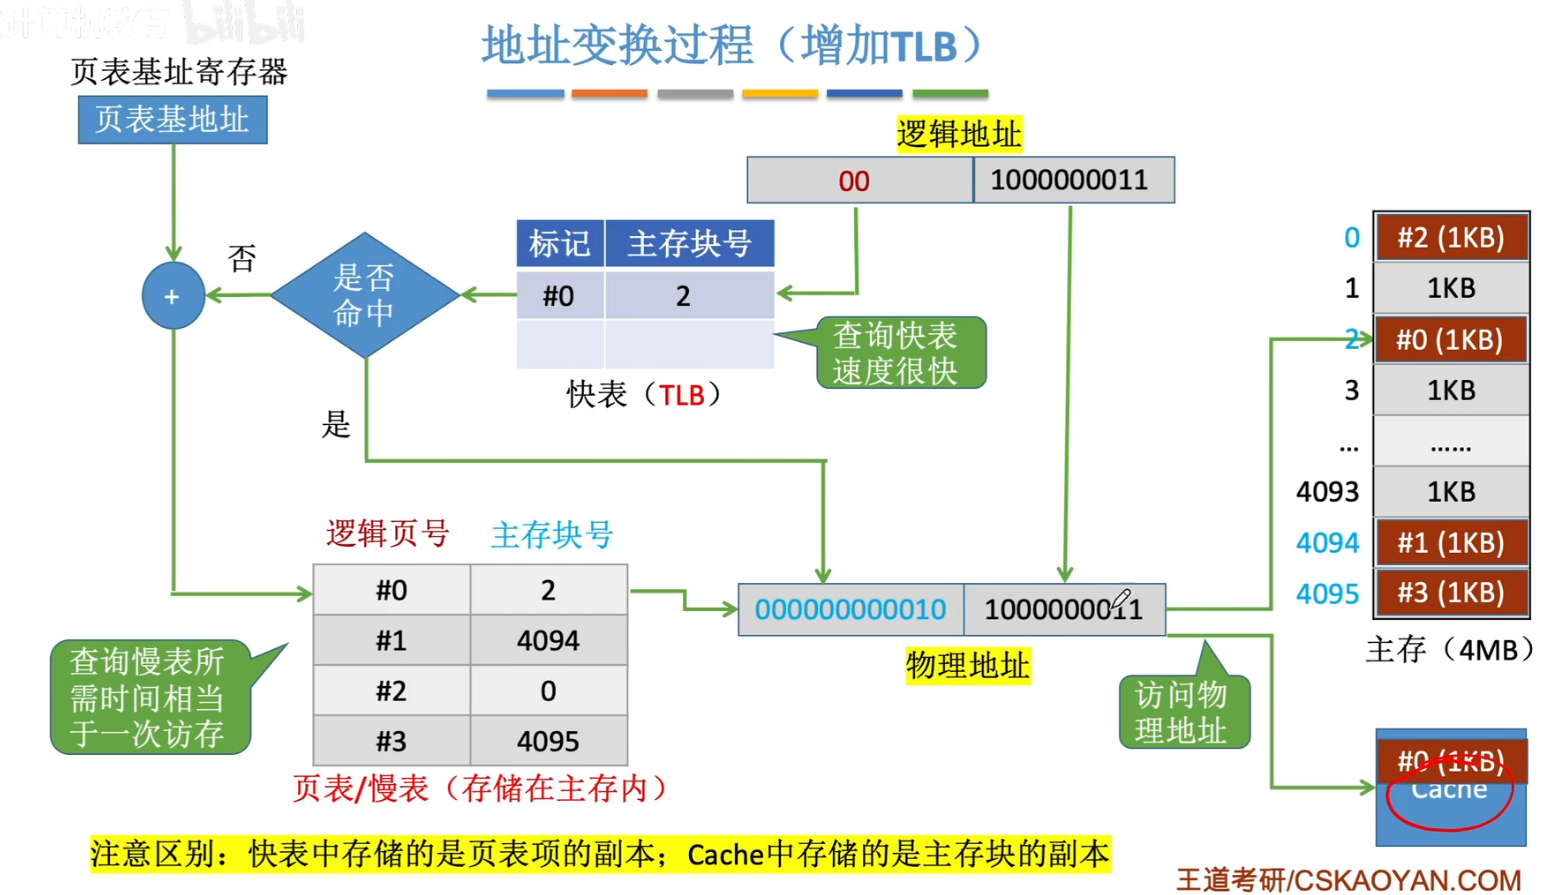 计算机教育 bilibili
地址变换过程（增加TLB）
页表基址寄存器
页表基地址
逻辑地址
00 1000000011
标记 主存块号
#0 2
快表（TLB）
查询快表
速度很快
是否
命中
否
是
+
0 #2 (1KB)
1 1KB
2 #0 (1KB)
3 1KB
... ......
4093 1KB
4094 #1 (1KB)
4095 #3 (1KB)
主存（4MB）
逻辑页号 主存块号
#0 2
#1 4094
#2 0
#3 4095
页表/慢表（存储在主存内）
查询慢表所
需时间相当
于一次访存
000000000010 1000000011
物理地址
访问物
理地址
#0 (1KB)
Cache
注意区别：快表中存储的是页表项的副本；Cache中存储的是主存块的副本
王道考研/CSKAOYAN.COM